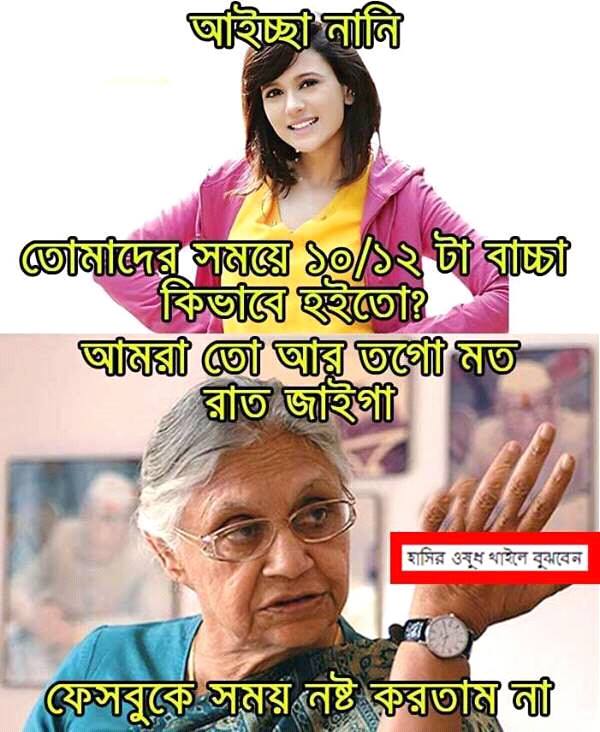 আইচ্ছা নানি
তোমাদের সময়ে ১০/১২ টা বাচ্চা
কিভাবে হইতো?
আমরা তো আর তগো মত
রাত জাইগা
হাসির ওষুধ খাইলে বুঝবেন
ফেসবুকে সময় নষ্ট করতাম না